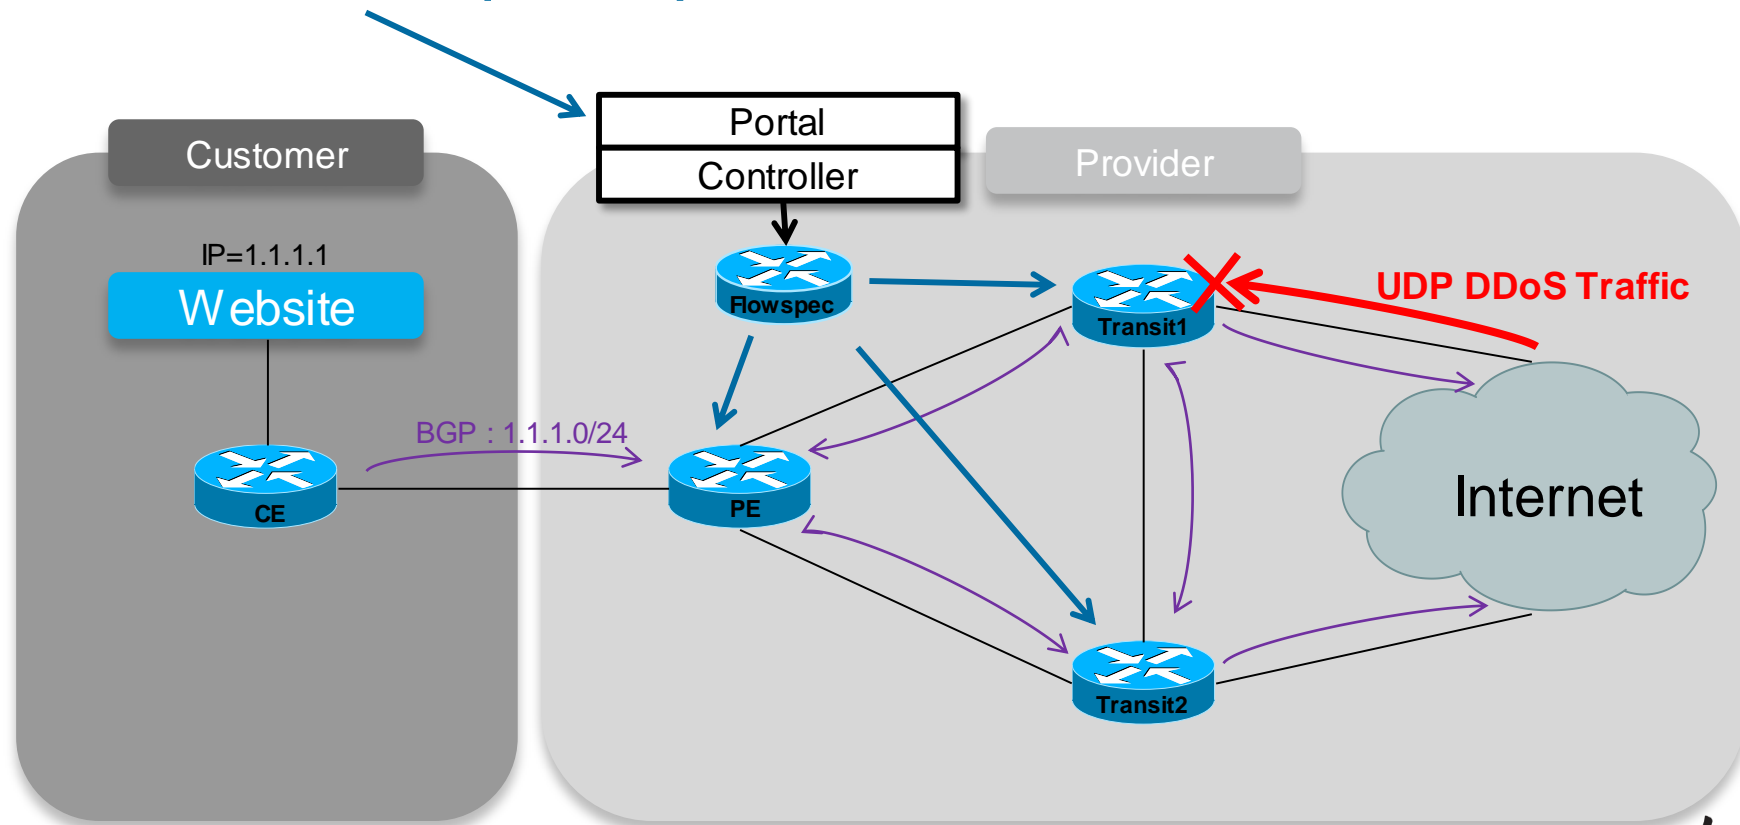 Portal
Customer
Provider
Controller
IP=1.1.1.1
Website
Flowspec
UDP DDoS Traffic
Transit1
BGP : 1.1.1.0/24
Internet
CE
PE
Transit2